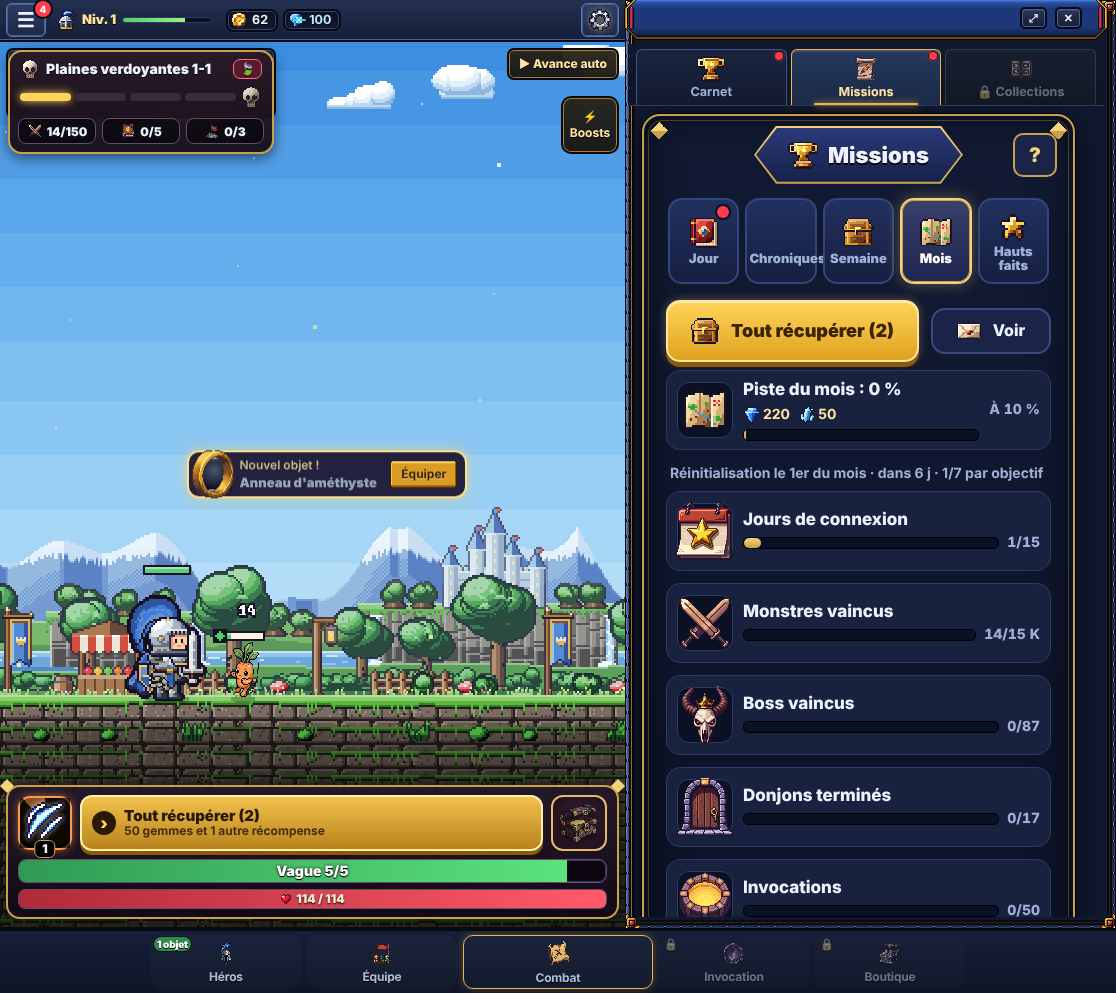 4
Niv. 1
62
100
Plaines verdoyantes 1-1
14/150
0/5
0/3
Avance auto
Boosts
Nouvel objet !
Anneau d'améthyste
Équiper
14
1
Tout récupérer (2)
50 gemmes et 1 autre récompense
Vague 5/5
114 / 114
Carnet
Missions
Collections
Missions
?
Jour
Chroniques
Semaine
Mois
Hauts
faits
Tout récupérer (2)
Voir
Piste du mois : 0 %
220
50
À 10 %
Réinitialisation le 1er du mois · dans 6 j · 1/7 par objectif
Jours de connexion
1/15
Monstres vaincus
14/15 K
Boss vaincus
0/87
Donjons terminés
0/17
Invocations
0/50
1 objet
Héros
Équipe
Combat
Invocation
Boutique